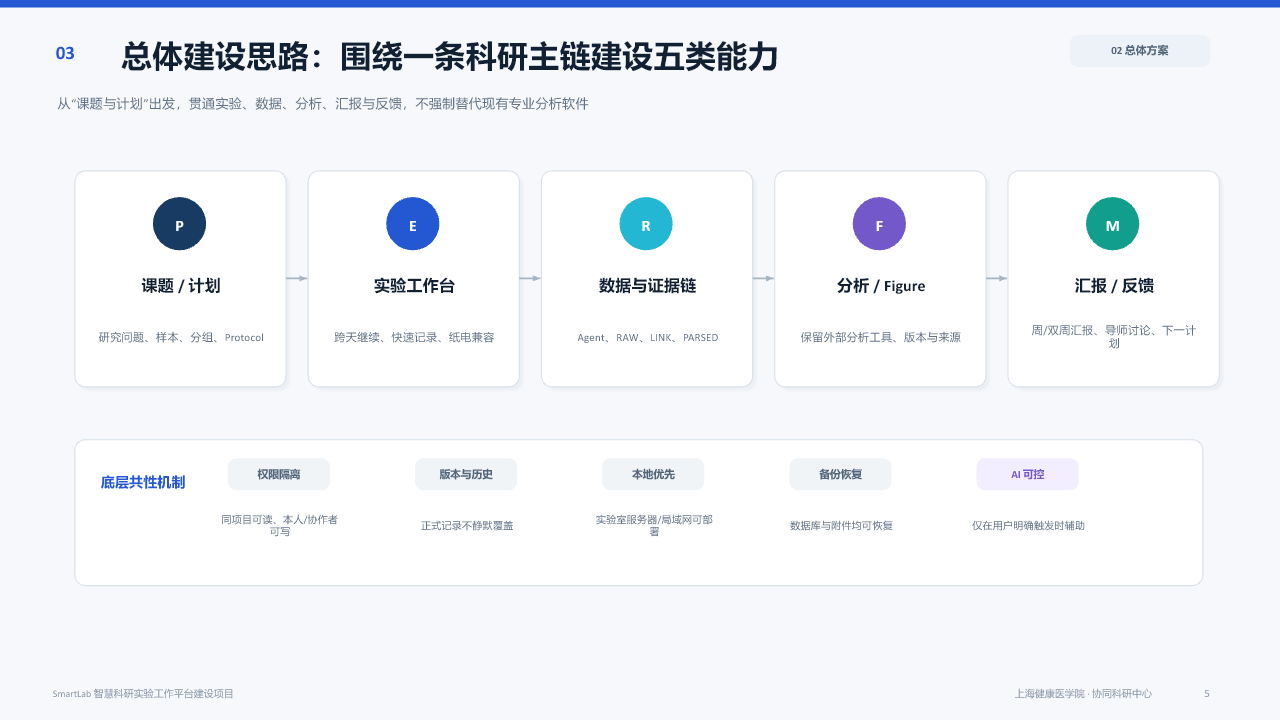 03
总体建设思路：围绕一条科研主链建设五类能力
02 总体方案
从“课题与计划”出发，贯通实验、数据、分析、汇报与反馈，不强制替代现有专业分析软件
P
课题 / 计划
研究问题、样本、分组、Protocol
E
实验工作台
跨天继续、快速记录、纸电兼容
R
数据与证据链
Agent、RAW、LINK、PARSED
F
分析 / Figure
保留外部分析工具、版本与来源
M
汇报 / 反馈
周/双周汇报、导师讨论、下一计
划
底层共性机制
权限隔离
同项目可读、本人/协作者
可写
版本与历史
正式记录不静默覆盖
本地优先
实验室服务器/局域网可部
署
备份恢复
数据库与附件均可恢复
AI 可控
仅在用户明确触发时辅助
SmartLab 智慧科研实验工作平台建设项目
上海健康医学院 · 协同科研中心
5